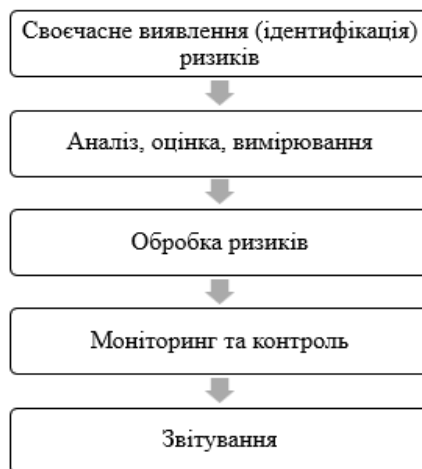 Своєчасне виявлення (ідентифікація)
ризиків
Аналіз, оцінка, вимірювання
Обробка ризиків
Моніторинг та контроль
Звітування